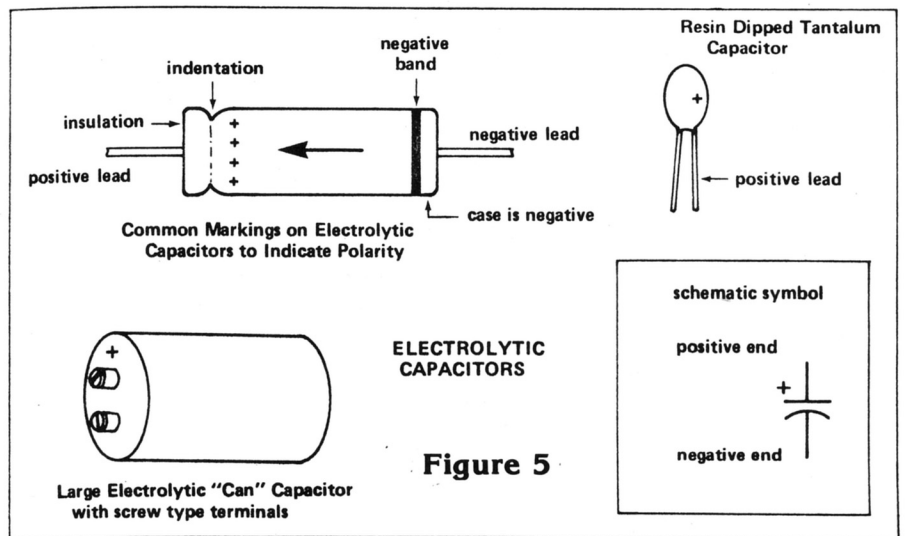 Resin Dipped Tantalum
Capacitor
negative
band
indentation
insulation
+
+
+
+
negative lead
positive lead
+
positive lead
case is negative
Common Markings on Electrolytic
Capacitors to Indicate Polarity
schematic symbol
positive end
+
negative end
ELECTROLYTIC
CAPACITORS
+
Figure 5
Large Electrolytic "Can" Capacitor
with screw type terminals